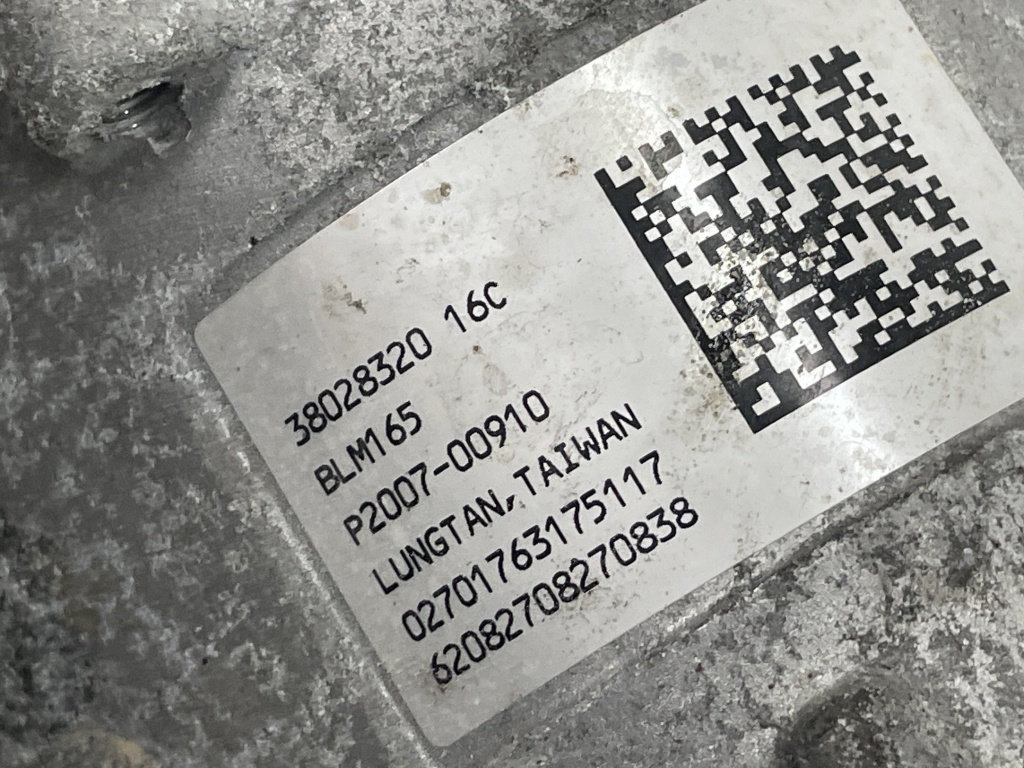 38028320 16C
BLM165
P2007-00910
LUNGTAN,TAIWAN
02701763175117
62082708270838